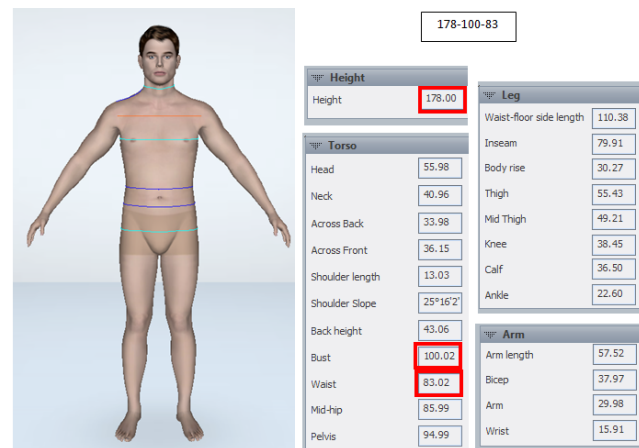 178-100-83
Height
Height 178.00
Torso
Head 55.98
Neck 40.96
Across Back 33.98
Across Front 36.15
Shoulder length 13.03
Shoulder Slope 25°16'2'
Back height 43.06
Bust 100.02
Waist 83.02
Mid-hip 85.99
Pelvis 94.99
Leg
Waist-floor side length 110.38
Inseam 79.91
Body rise 30.27
Thigh 55.43
Mid Thigh 49.21
Knee 38.45
Calf 36.50
Ankle 22.60
Arm
Arm length 57.52
Bicep 37.97
Arm 29.98
Wrist 15.91